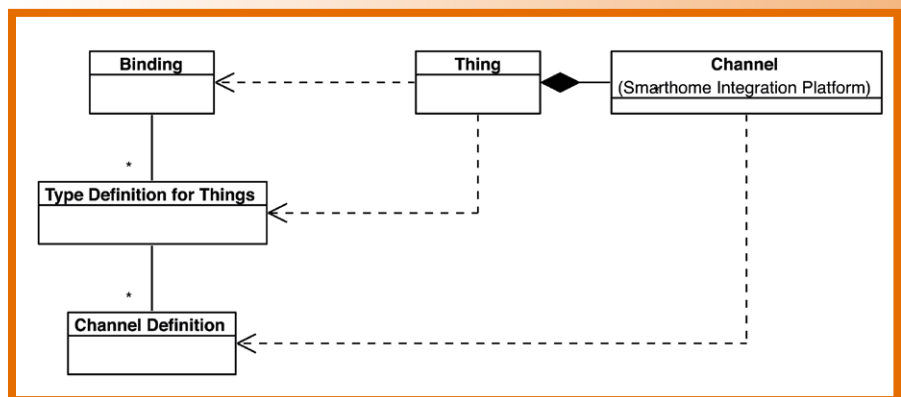 Binding
Thing
Channel
(Smarthome Integration Platform)
*
Type Definition for Things
*
Channel Definition